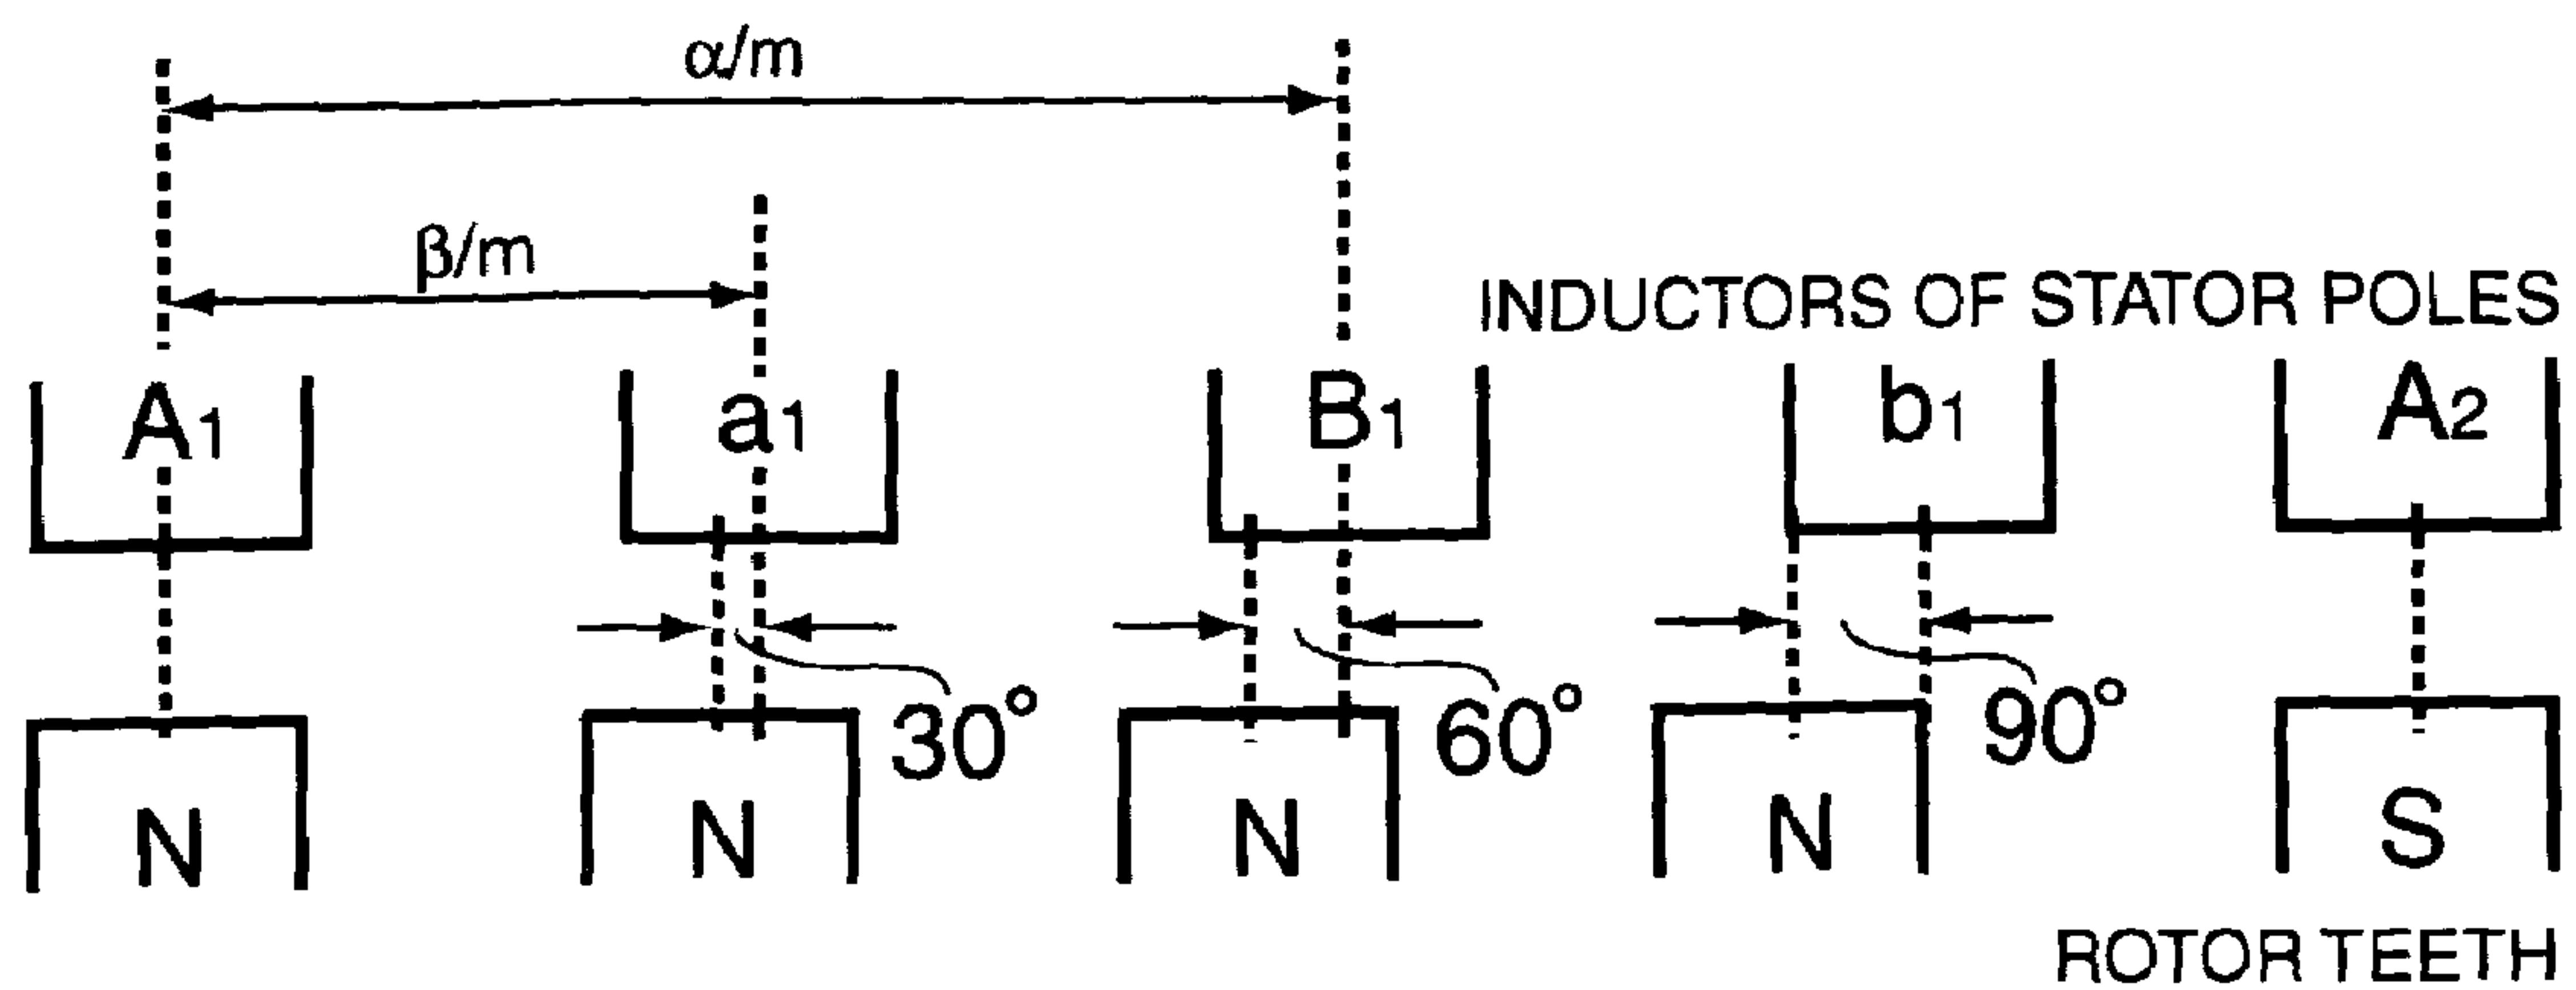 α/m
β/m
INDUCTORS OF STATOR POLES
A1 a1 B1 b1 A2
30° 60° 90°
N N N N S
ROTOR TEETH